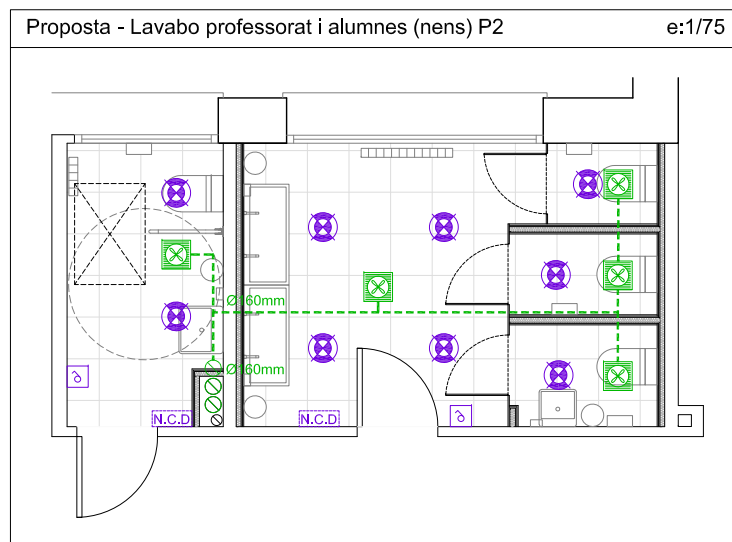 Proposta - Lavabo professorat i alumnes (nens) P2
e:1/75
Ø160mm
Ø160mm
N.C.D
N.C.D